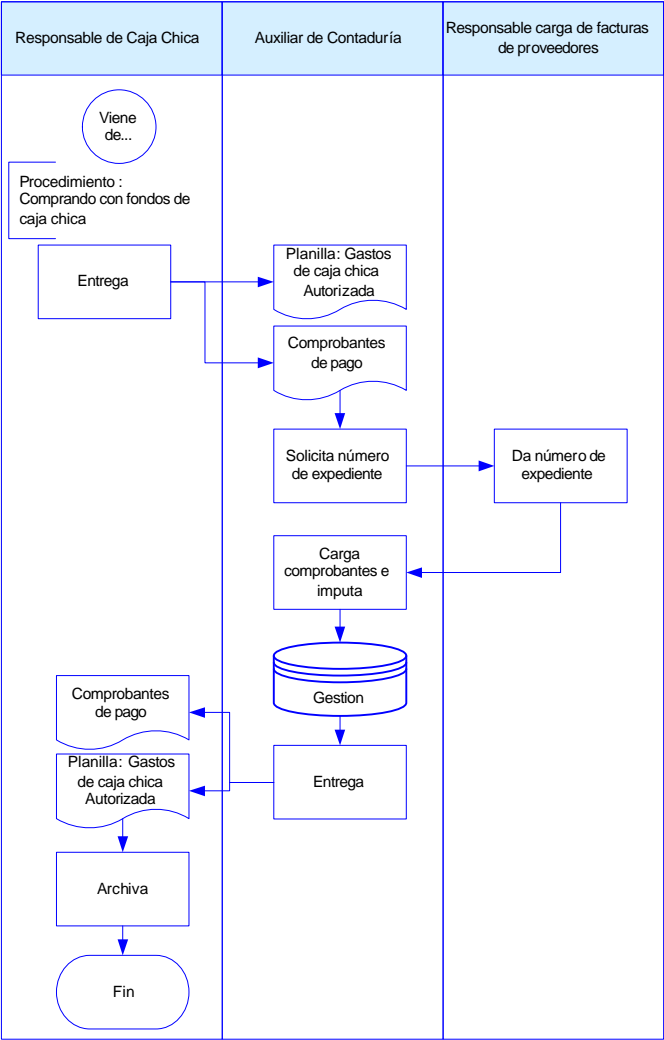 Responsable de Caja Chica
Auxiliar de Contaduría
Responsable carga de facturas
de proveedores
Viene
de...
Procedimiento :
Comprando con fondos de
caja chica
Entrega
Planilla: Gastos
de caja chica
Autorizada
Comprobantes
de pago
Solicita número
de expediente
Da número de
expediente
Carga
comprobantes e
imputa
Gestion
Comprobantes
de pago
Planilla: Gastos
de caja chica
Autorizada
Entrega
Archiva
Fin